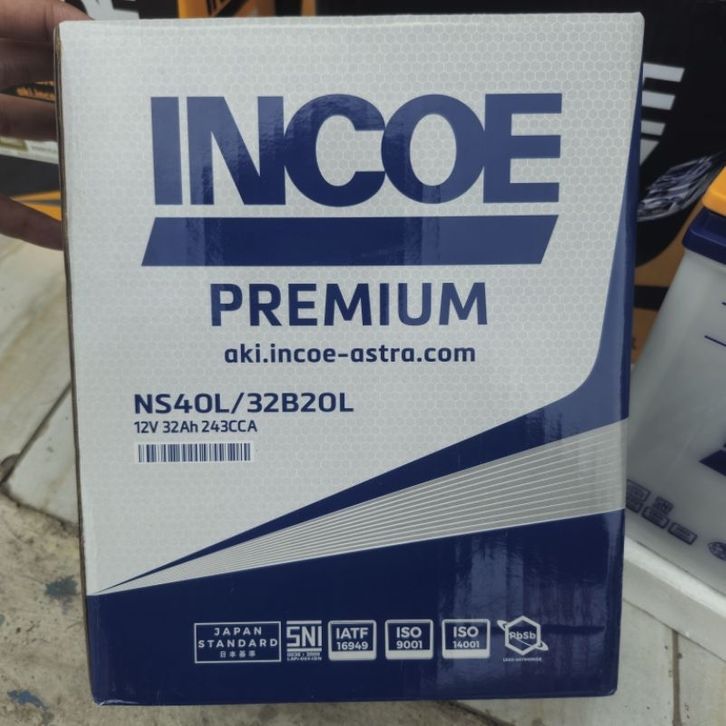 INCOE
PREMIUM
aki.incoe-astra.com
NS40L/32B20L
12V 32Ah 243CCA
JAPAN
STANDARD
日本基準
SNI
IATF
16949
ISO
9001
ISO
14001
PbSb
SNI